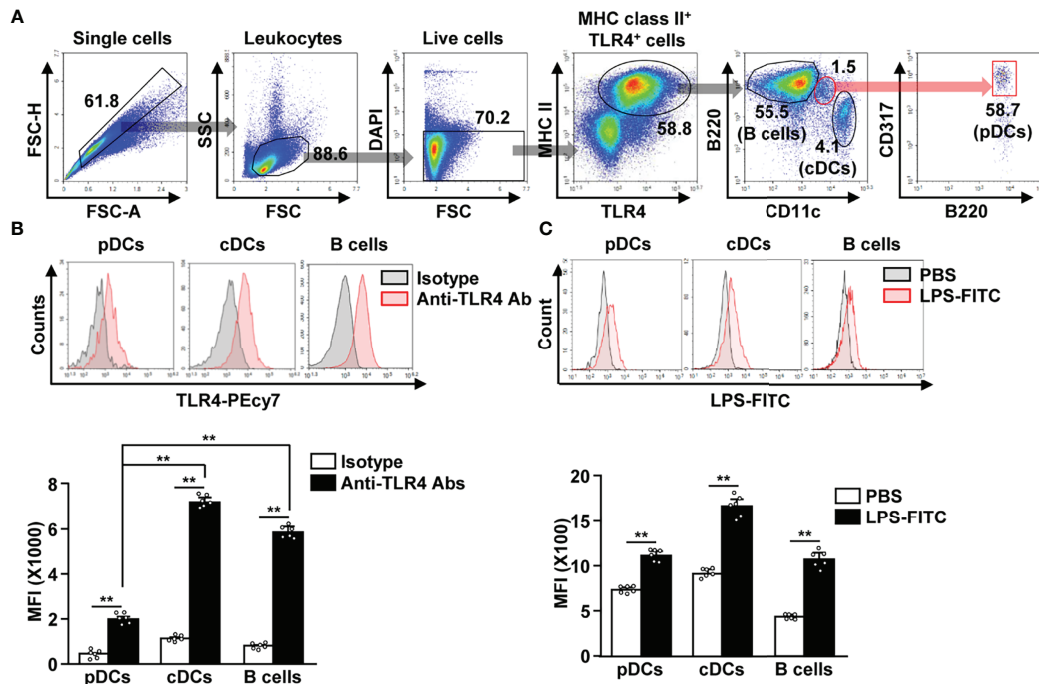 A
Single cells
Leukocytes
Live cells
MHC class II⁺
TLR4⁺ cells
FSC-H
61.8
FSC-A
SSC
88.6
FSC
DAPI
70.2
FSC
MHC II
58.8
TLR4
B220
1.5
55.5
(B cells)
4.1
(cDCs)
CD11c
CD317
58.7
(pDCs)
B220
B
pDCs
cDCs
B cells
Isotype
Anti-TLR4 Ab
Counts
TLR4-PEcy7
C
pDCs
cDCs
B cells
PBS
LPS-FITC
Count
LPS-FITC
**
**
**
**
**
Isotype
Anti-TLR4 Abs
MFI (X1000)
8
6
4
2
0
pDCs
cDCs
B cells
**
**
**
PBS
LPS-FITC
MFI (X100)
20
15
10
5
0
pDCs
cDCs
B cells